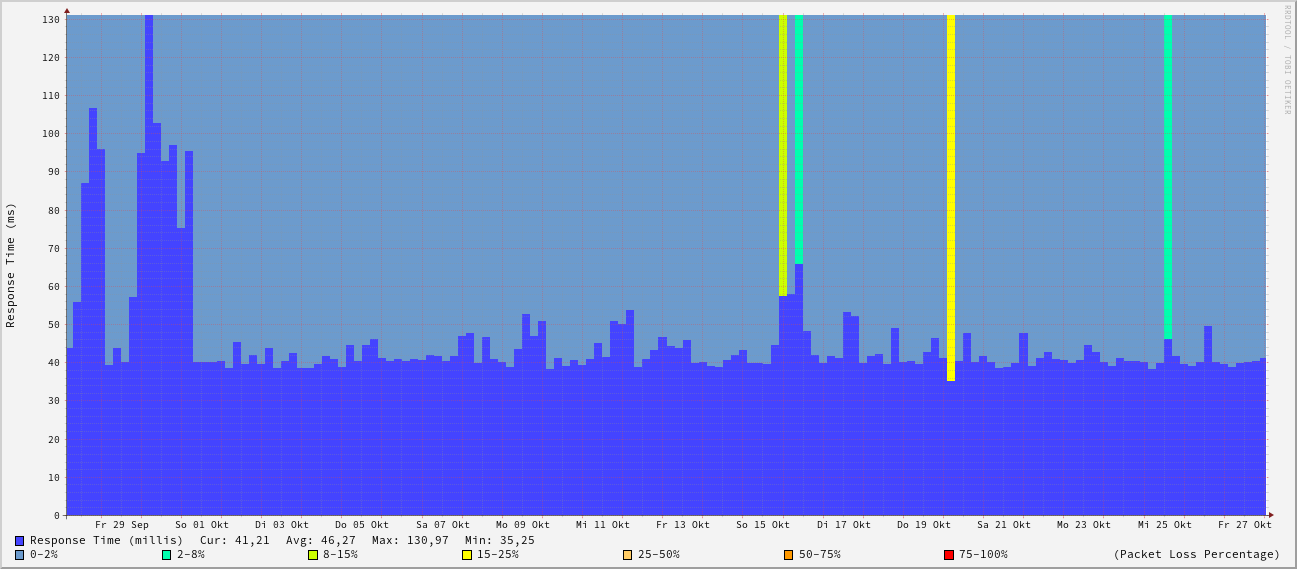 RRDTOOL / TOBI OETIKER
Response Time (ms)
130
120
110
100
90
80
70
60
50
40
30
20
10
0
Fr 29 Sep So 01 Okt Di 03 Okt Do 05 Okt Sa 07 Okt Mo 09 Okt Mi 11 Okt Fr 13 Okt So 15 Okt Di 17 Okt Do 19 Okt Sa 21 Okt Mo 23 Okt Mi 25 Okt Fr 27 Okt
Response Time (millis) Cur: 41,21 Avg: 46,27 Max: 130,97 Min: 35,25
0-2% 2-8% 8-15% 15-25% 25-50% 50-75% 75-100% (Packet Loss Percentage)